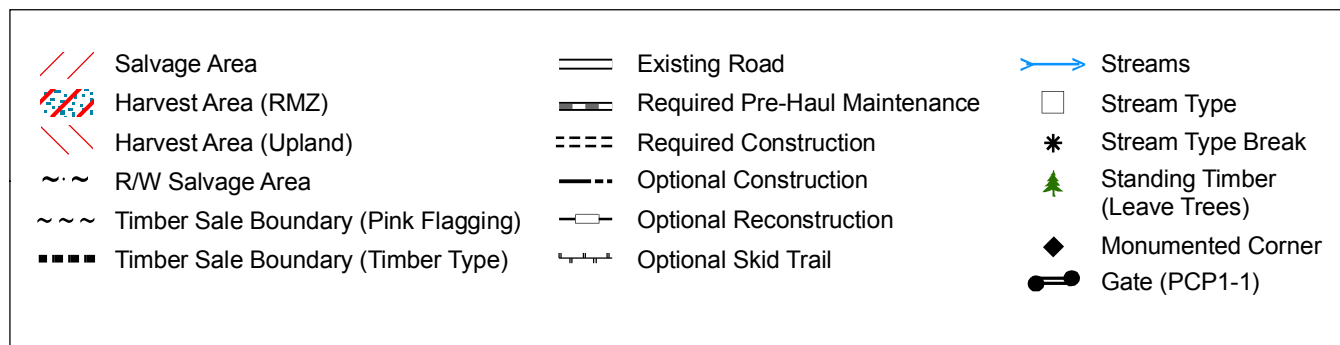 Salvage Area
Harvest Area (RMZ)
Harvest Area (Upland)
R/W Salvage Area
Timber Sale Boundary (Pink Flagging)
Timber Sale Boundary (Timber Type)
Existing Road
Required Pre-Haul Maintenance
Required Construction
Optional Construction
Optional Reconstruction
Optional Skid Trail
Streams
Stream Type
Stream Type Break
Standing Timber
(Leave Trees)
Monumented Corner
Gate (PCP1-1)